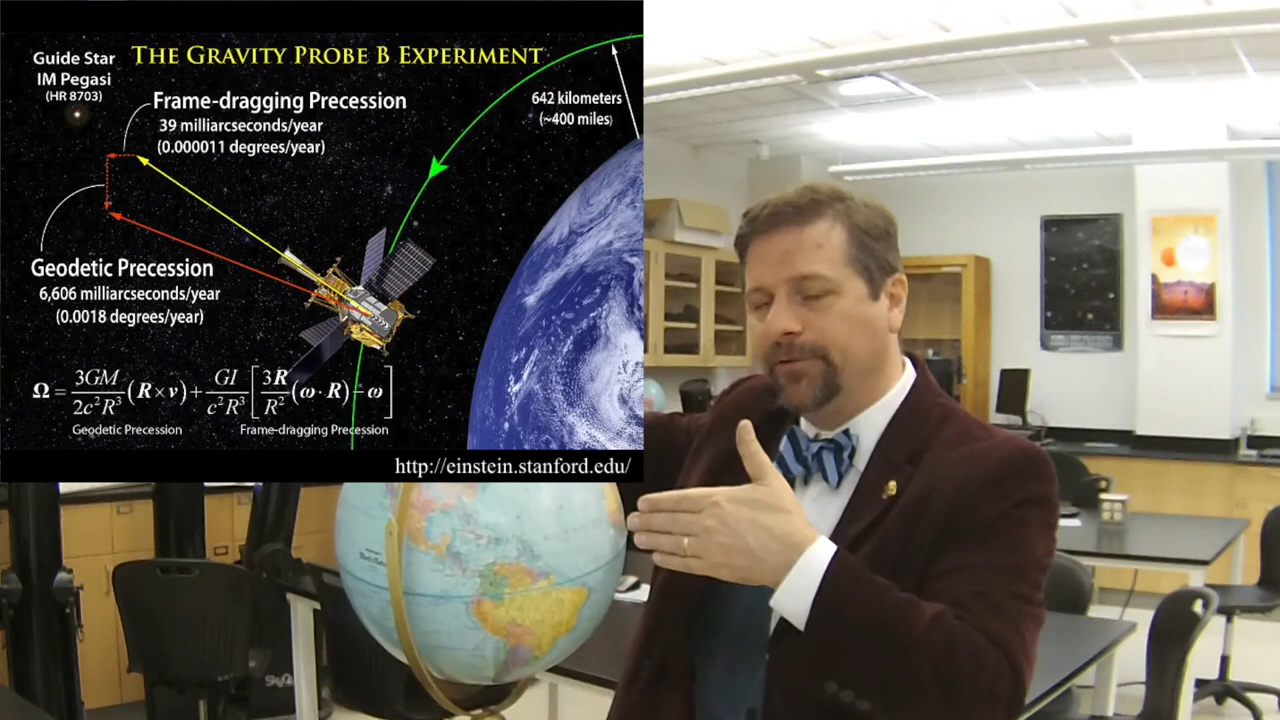 THE GRAVITY PROBE B EXPERIMENT
Guide Star
IM Pegasi
(HR 8703)
Frame-dragging Precession
39 milliarcseconds/year
(0.000011 degrees/year)
642 kilometers
(~400 miles)
Geodetic Precession
6,606 milliarcseconds/year
(0.0018 degrees/year)
Ω = 3GM/2c²R³ (R × v) + GI/c²R³ [3R/R² (ω · R) − ω]
Geodetic Precession
Frame-dragging Precession
http://einstein.stanford.edu/